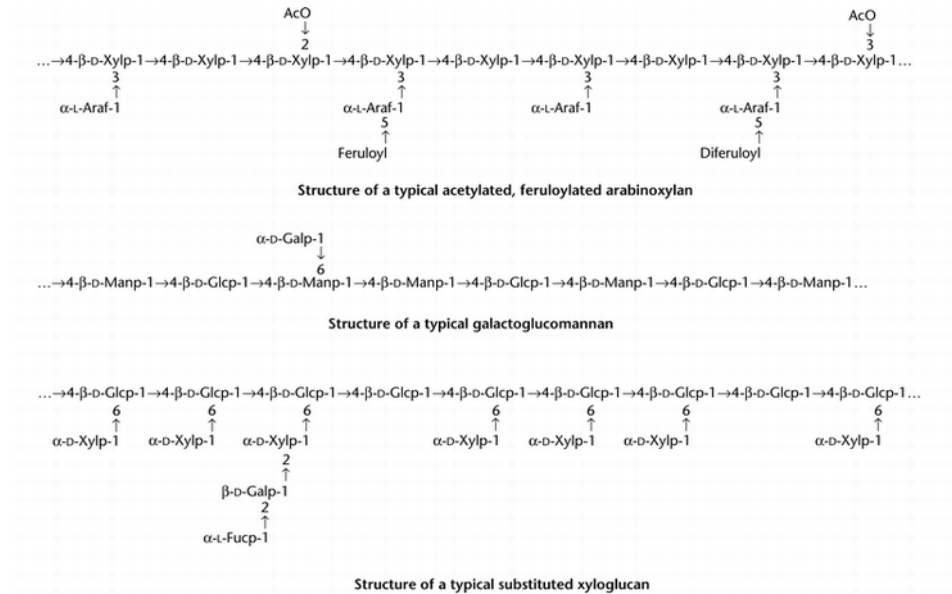 AcO AcO
↓ ↓
2 3
…→4-β-D-Xylp-1→4-β-D-Xylp-1→4-β-D-Xylp-1→4-β-D-Xylp-1→4-β-D-Xylp-1→4-β-D-Xylp-1→4-β-D-Xylp-1→4-β-D-Xylp-1→4-β-D-Xylp-1…
3 3 3 3
↑ ↑ ↑ ↑
α-L-Araf-1 α-L-Araf-1 α-L-Araf-1 α-L-Araf-1
5 5
↑ ↑
Feruloyl Diferuloyl
Structure of a typical acetylated, feruloylated arabinoxylan
α-D-Galp-1
↓
6
…→4-β-D-Manp-1→4-β-D-Glcp-1→4-β-D-Manp-1→4-β-D-Manp-1→4-β-D-Glcp-1→4-β-D-Manp-1→4-β-D-Glcp-1→4-β-D-Manp-1…
Structure of a typical galactoglucomannan
…→4-β-D-Glcp-1→4-β-D-Glcp-1→4-β-D-Glcp-1→4-β-D-Glcp-1→4-β-D-Glcp-1→4-β-D-Glcp-1→4-β-D-Glcp-1→4-β-D-Glcp-1→4-β-D-Glcp-1…
6 6 6 6 6 6 6
↑ ↑ ↑ ↑ ↑ ↑ ↑
α-D-Xylp-1 α-D-Xylp-1 α-D-Xylp-1 α-D-Xylp-1 α-D-Xylp-1 α-D-Xylp-1 α-D-Xylp-1
2
↑
β-D-Galp-1
2
↑
α-L-Fucp-1
Structure of a typical substituted xyloglucan